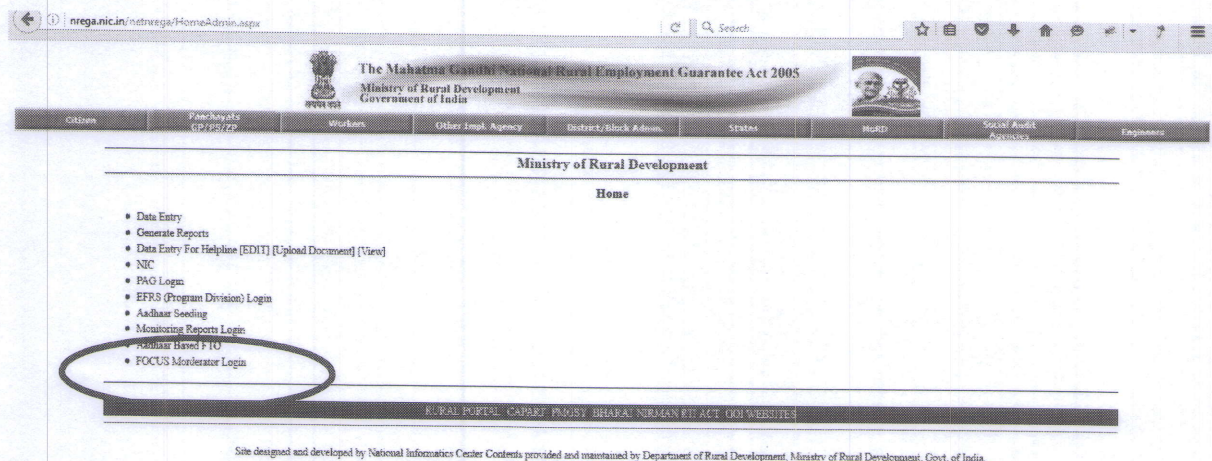 nrega.nic.in/netnrega/HomeAdmin.aspx
Search
The Mahatma Gandhi National Rural Employment Guarantee Act 2005
Ministry of Rural Development
Government of India
Citizen Panchayats GP/PS/ZP Workers Other Impl. Agency District/Block Admin. States MoRD Social Audit Agencies Engineers
Ministry of Rural Development
Home
Data Entry
Generate Reports
Data Entry For Helpline [EDIT] [Upload Document] [View]
NIC
PAG Login
EFRS (Program Division) Login
Aadhaar Seeding
Monitoring Reports Login
Aadhaar Based FTO
FOCUS Morderator Login
RURAL PORTAL CAPART PMGSY BHARAT NIRMAN RTI ACT GOI WEBSITES
Site designed and developed by National Informatics Center Contents provided and maintained by Department of Rural Development, Ministry of Rural Development, Govt. of India.